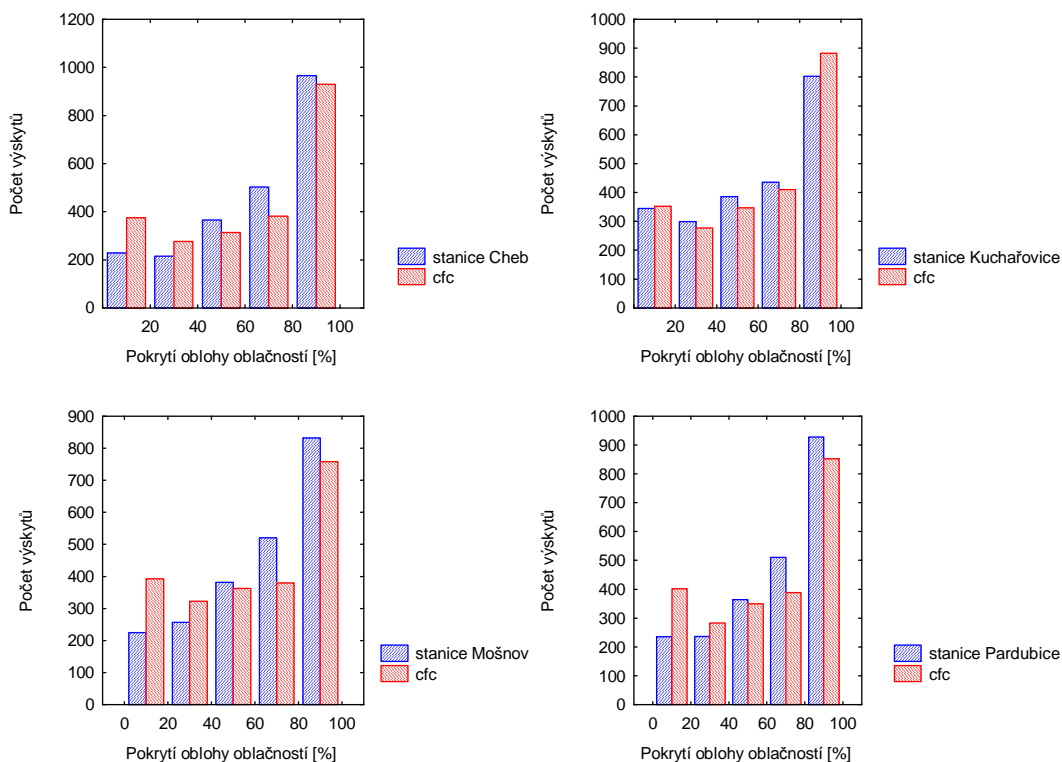 1200
1000
800
600
400
200
0
Počet výskytů
20 40 60 80 100
Pokrytí oblohy oblačností [%]
stanice Cheb
cfc
1000
900
800
700
600
500
400
300
200
100
0
Počet výskytů
20 40 60 80 100
Pokrytí oblohy oblačností [%]
stanice Kuchařovice
cfc
900
800
700
600
500
400
300
200
100
0
Počet výskytů
0 20 40 60 80 100
Pokrytí oblohy oblačností [%]
stanice Mošnov
cfc
1000
900
800
700
600
500
400
300
200
100
0
Počet výskytů
0 20 40 60 80 100
Pokrytí oblohy oblačností [%]
stanice Pardubice
cfc